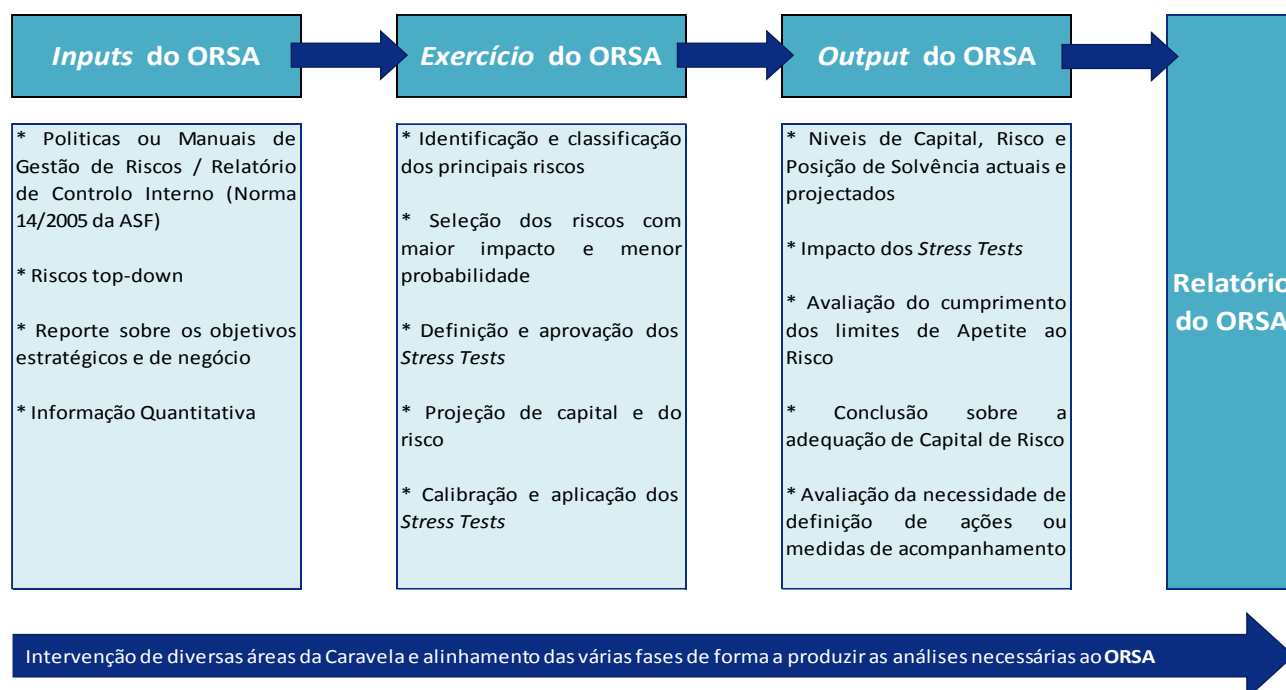 Inputs do ORSA
Exercício do ORSA
Output do ORSA
* Politicas ou Manuais de
Gestão de Riscos / Relatório
de Controlo Interno (Norma
14/2005 da ASF)
* Riscos top-down
* Reporte sobre os objetivos
estratégicos e de negócio
* Informação Quantitativa
* Identificação e classificação
dos principais riscos
* Seleção dos riscos com
maior impacto e menor
probabilidade
* Definição e aprovação dos
Stress Tests
* Projeção de capital e do
risco
* Calibração e aplicação dos
Stress Tests
* Niveis de Capital, Risco e
Posição de Solvência actuais e
projectados
* Impacto dos Stress Tests
* Avaliação do cumprimento
dos limites de Apetite ao
Risco
* Conclusão sobre a
adequação de Capital de Risco
* Avaliação da necessidade de
definição de ações ou
medidas de acompanhamento
Relatório
do ORSA
Intervenção de diversas áreas da Caravela e alinhamento das várias fases de forma a produzir as análises necessárias ao ORSA